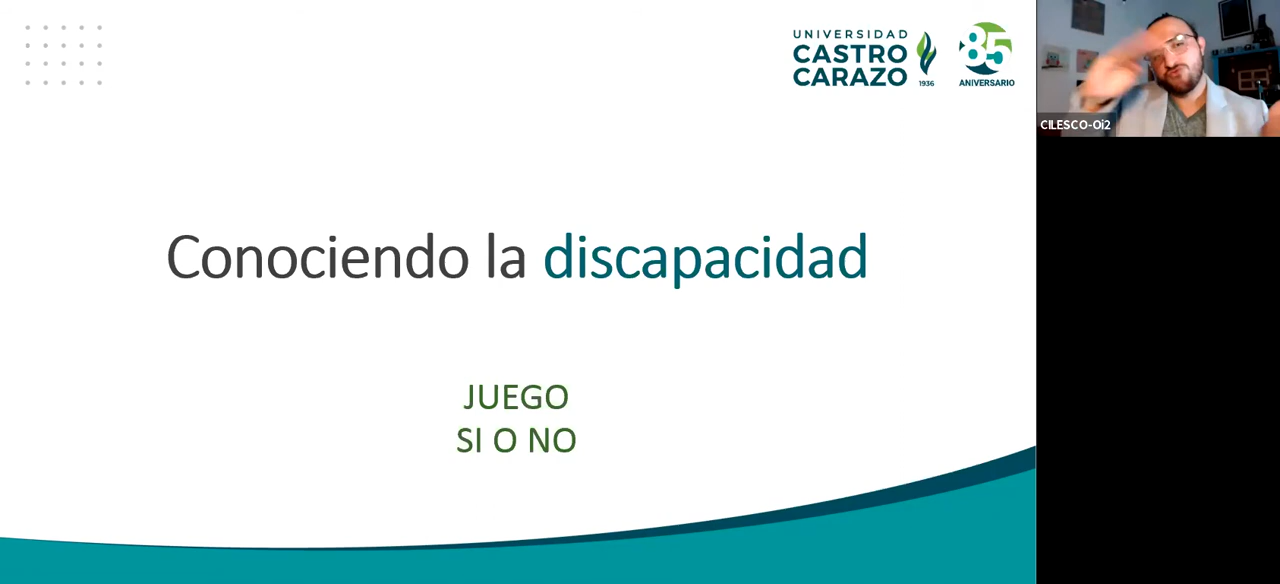 UNIVERSIDAD
CASTRO
CARAZO
1936
85
ANIVERSARIO
CILESCO-Oi2
Conociendo la discapacidad
JUEGO
SI O NO